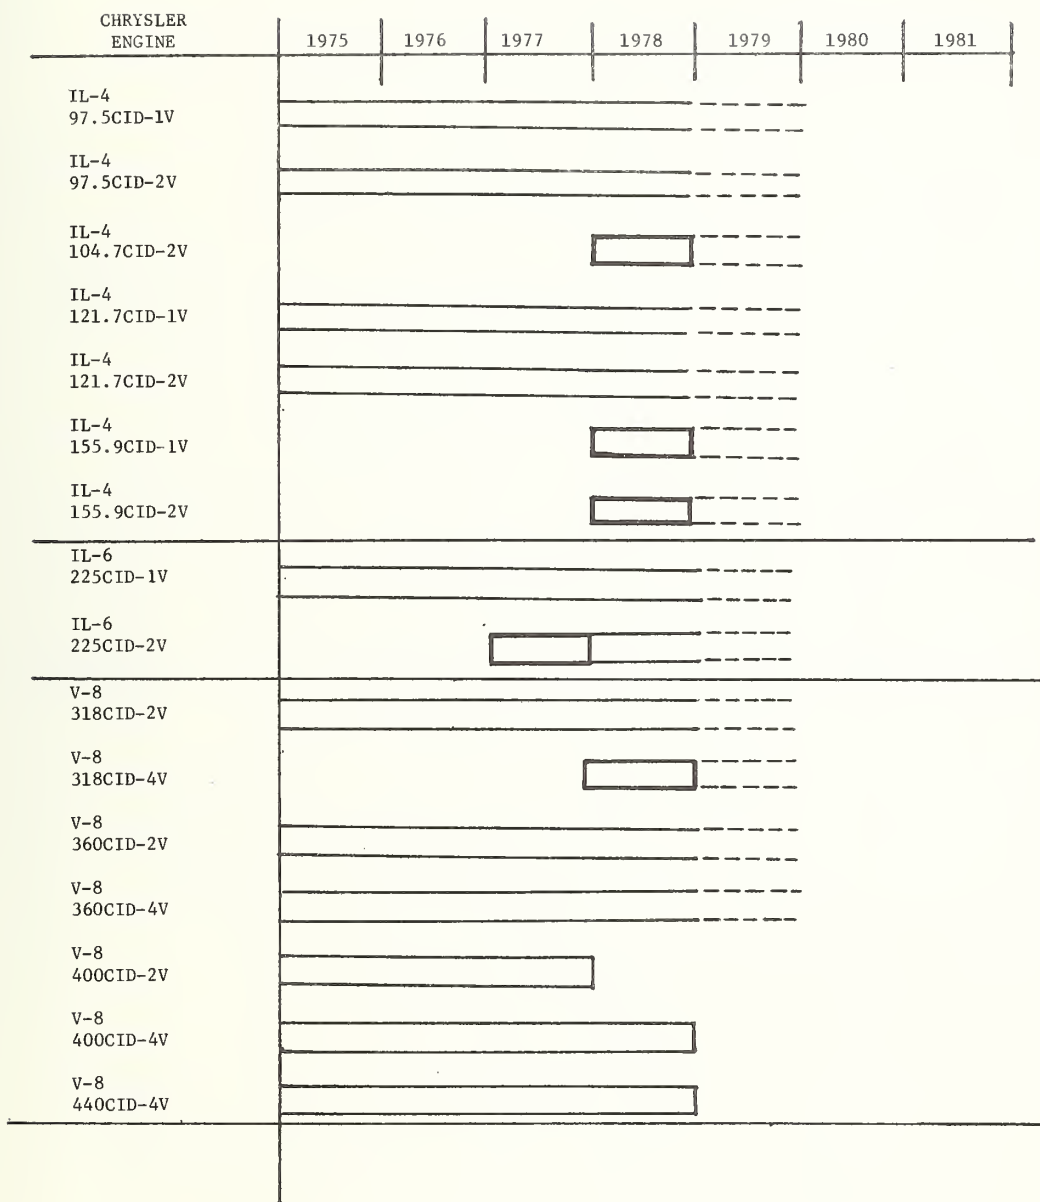 CHRYSLER
ENGINE 1975 1976 1977 1978 1979 1980 1981
IL-4
97.5CID-1V
IL-4
97.5CID-2V
IL-4
104.7CID-2V
IL-4
121.7CID-1V
IL-4
121.7CID-2V
IL-4
155.9CID-1V
IL-4
155.9CID-2V
IL-6
225CID-1V
IL-6
225CID-2V
V-8
318CID-2V
V-8
318CID-4V
V-8
360CID-2V
V-8
360CID-4V
V-8
400CID-2V
V-8
400CID-4V
V-8
440CID-4V